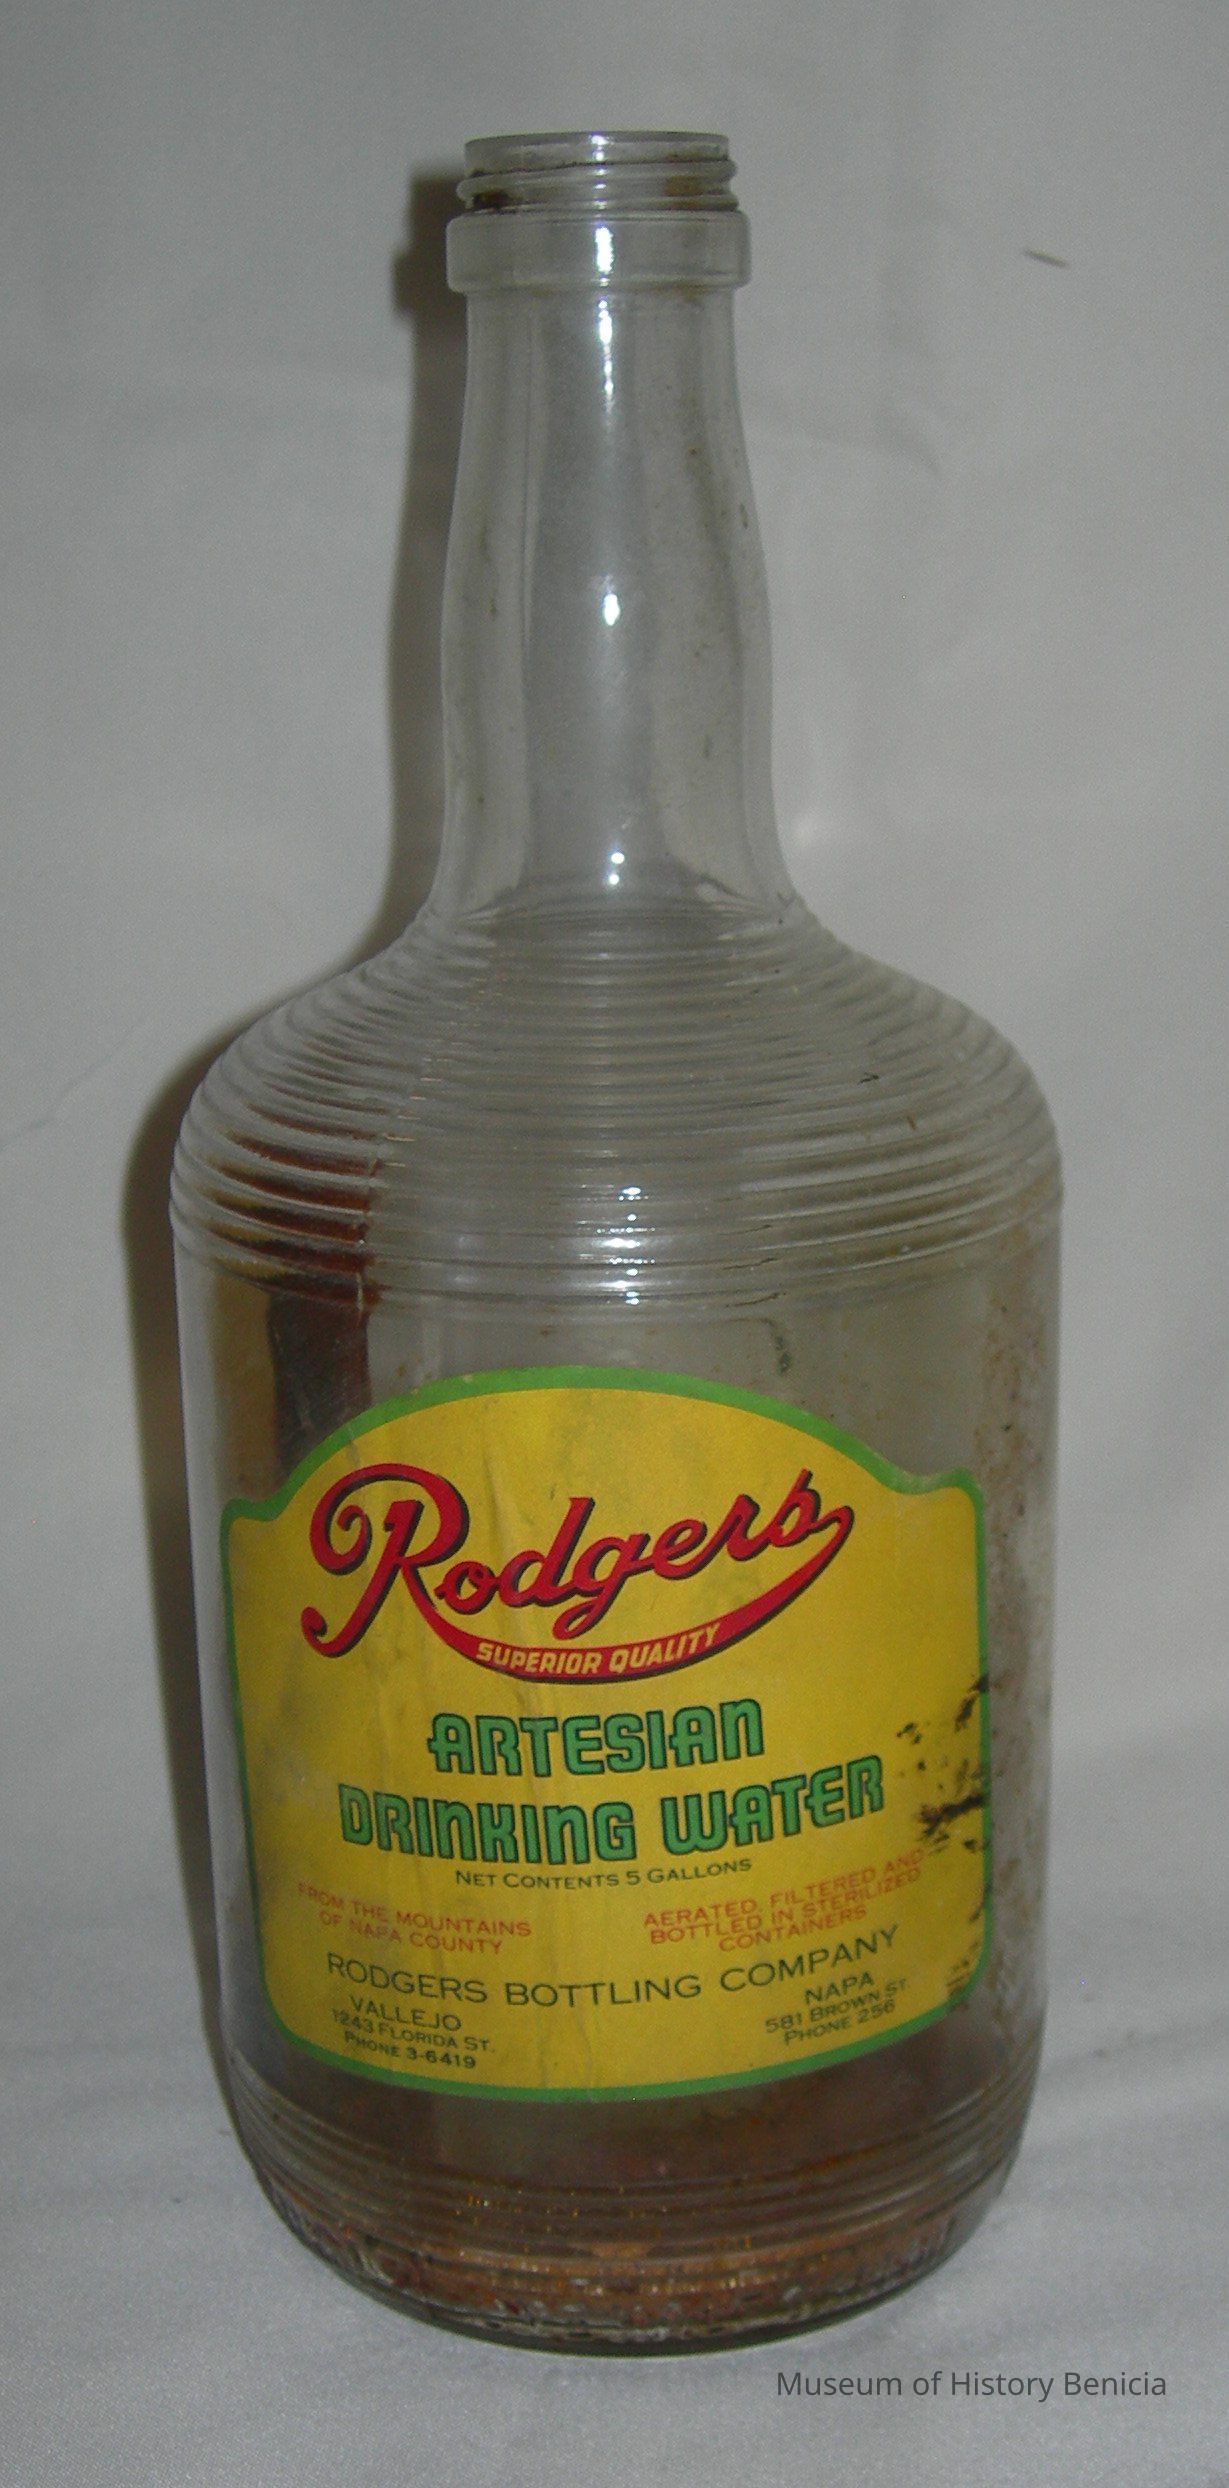 Rodgers
SUPERIOR QUALITY
ARTESIAN
DRINKING WATER
NET CONTENTS 5 GALLONS
FROM THE MOUNTAINS
OF NAPA COUNTY
AERATED, FILTERED AND
BOTTLED IN STERILIZED
CONTAINERS
RODGERS BOTTLING COMPANY
VALLEJO
1243 FLORIDA ST.
PHONE 3-6419
NAPA
581 BROWN ST.
PHONE 256
Museum of History Benicia